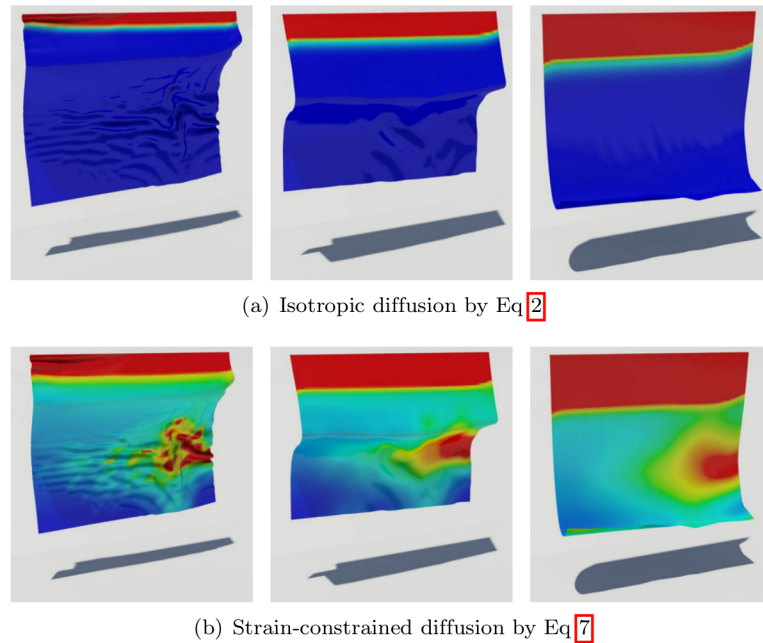 (a) Isotropic diffusion by Eq 2
(b) Strain-constrained diffusion by Eq 7